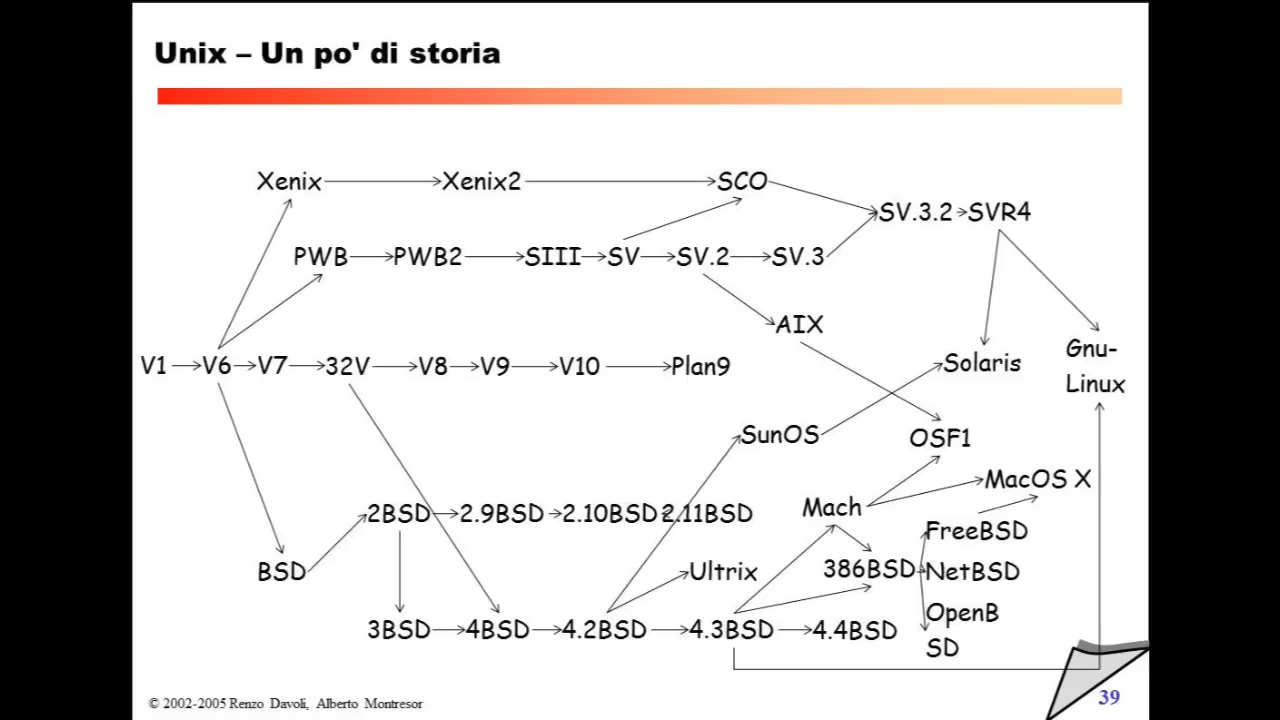 Unix – Un po' di storia
Xenix Xenix2 SCO
SV.3.2 SVR4
PWB PWB2 SIII SV SV.2 SV.3
AIX
Gnu-
Linux
V1 V6 V7 32V V8 V9 V10 Plan9 Solaris
SunOS OSF1
MacOS X
2BSD 2.9BSD 2.10BSD 2.11BSD Mach
FreeBSD
BSD Ultrix 386BSD NetBSD
OpenB
SD
3BSD 4BSD 4.2BSD 4.3BSD 4.4BSD
© 2002-2005 Renzo Davoli, Alberto Montresor
39